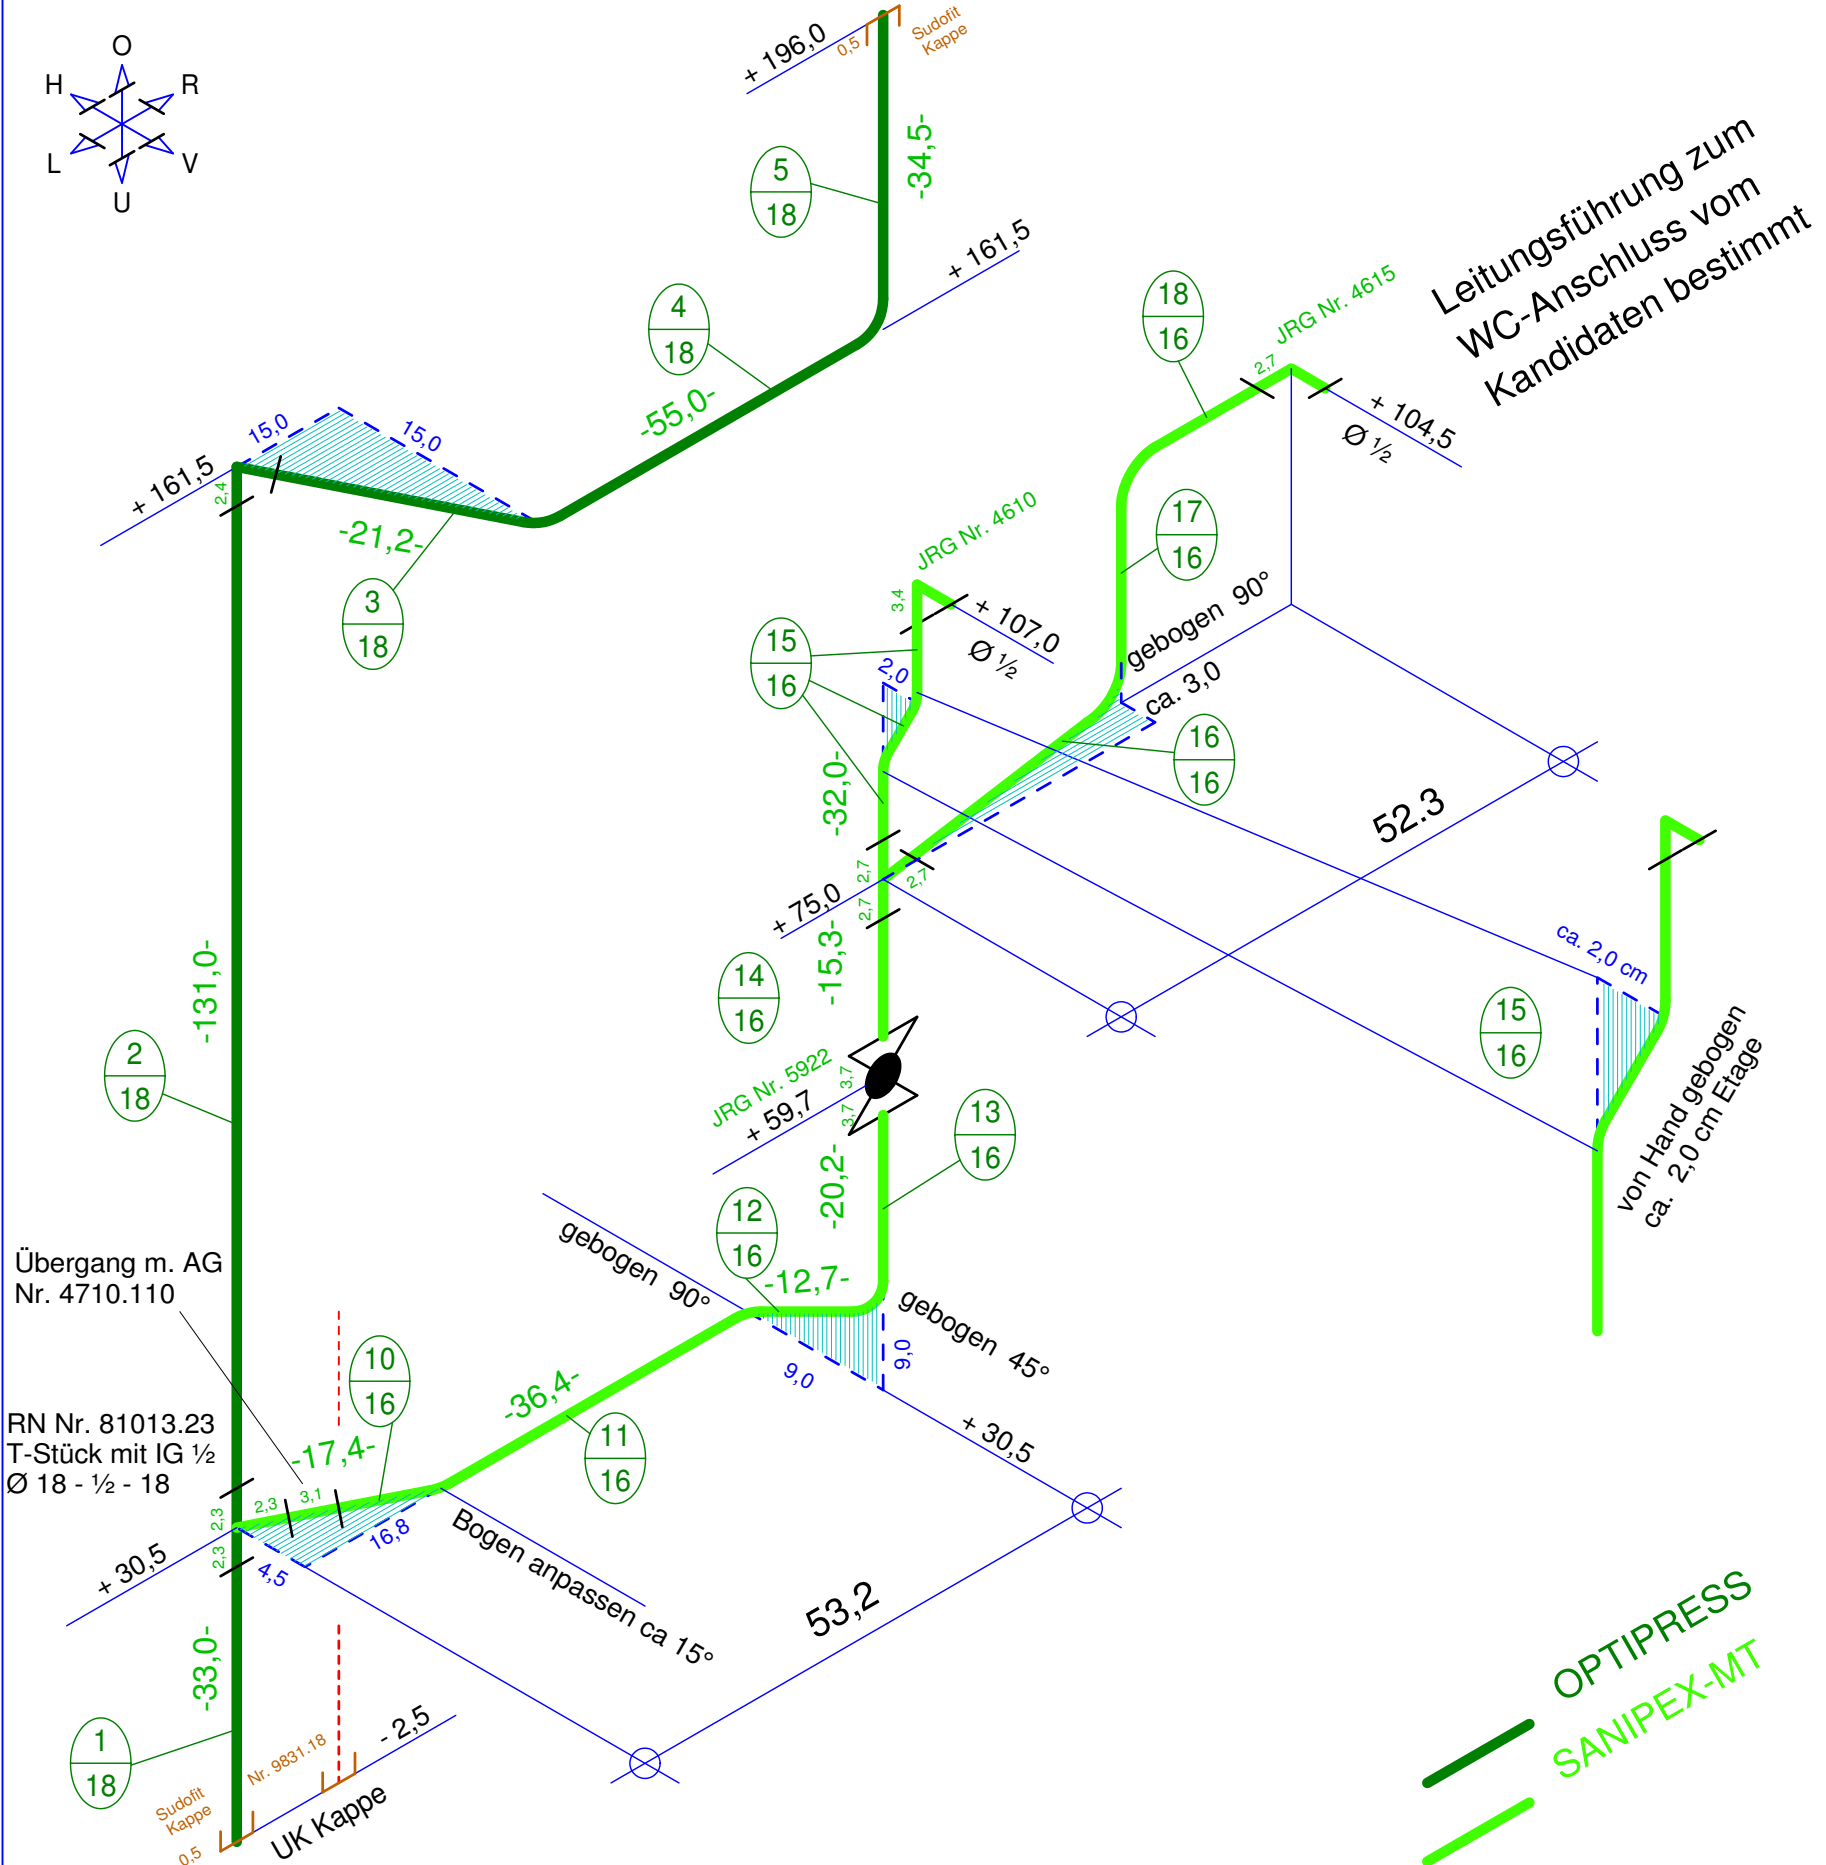 O
H
R
L
V
U
+ 196,0
0,5
Sudofit
Kappe
-34,5-
5
18
+ 161,5
4
18
-55,0-
Leitungsführung zum
WC-Anschluss vom
Kandidaten bestimmt
18
16
JRG Nr. 4615
2,7
+ 104,5
Ø ½
15,0
15,0
+ 161,5
2,4
-21,2-
3
18
JRG Nr. 4610
3,4
+ 107,0
Ø ½
17
16
gebogen 90°
ca. 3,0
15
16
2,0
16
16
-32,0-
52.3
2,7
2,7
+ 75,0
2,7
-15,3-
14
16
-131,0-
2
18
ca. 2,0 cm
15
16
von Hand gebogen
ca. 2,0 cm Etage
JRG Nr. 5922
3,7
3,7
+ 59,7
13
16
-20,2-
12
16
-12,7-
gebogen 90°
gebogen 45°
9,0
9,0
+ 30,5
Übergang m. AG
Nr. 4710.110
10
16
-36,4-
11
16
RN Nr. 81013.23
T-Stück mit IG ½
Ø 18 - ½ - 18
-17,4-
2,3
3,1
2,3
2,3
16,8
4,5
+ 30,5
Bogen anpassen ca 15°
53,2
-33,0-
1
18
- 2,5
Nr. 9831.18
Sudofit
Kappe
0,5
UK Kappe
OPTIPRESS
SANIPEX-MT